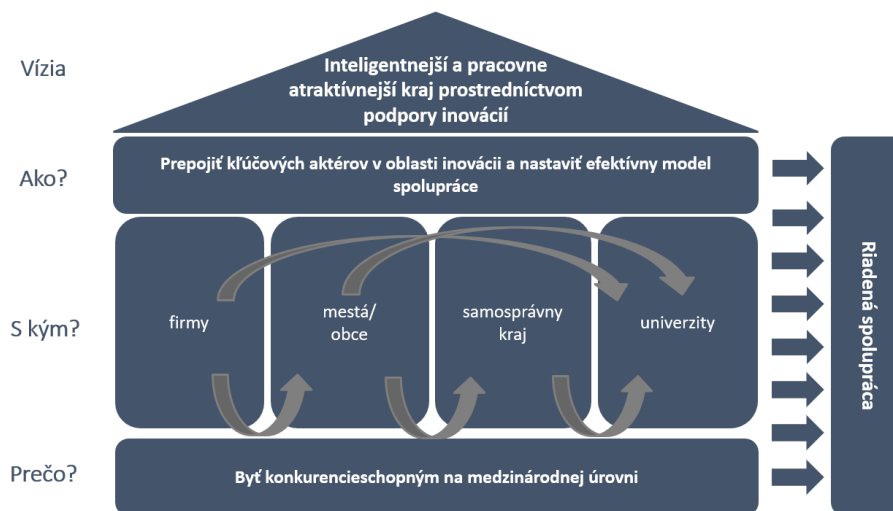 Vízia
Inteligentnejší a pracovne
atraktívnejší kraj prostredníctvom
podpory inovácií
Ako?
Prepojiť kľúčových aktérov v oblasti inovácii a nastaviť efektívny model
spolupráce
S kým?
firmy
mestá/
obce
samosprávny
kraj
univerzity
Prečo?
Byť konkurencieschopným na medzinárodnej úrovni
Riadená spolupráca